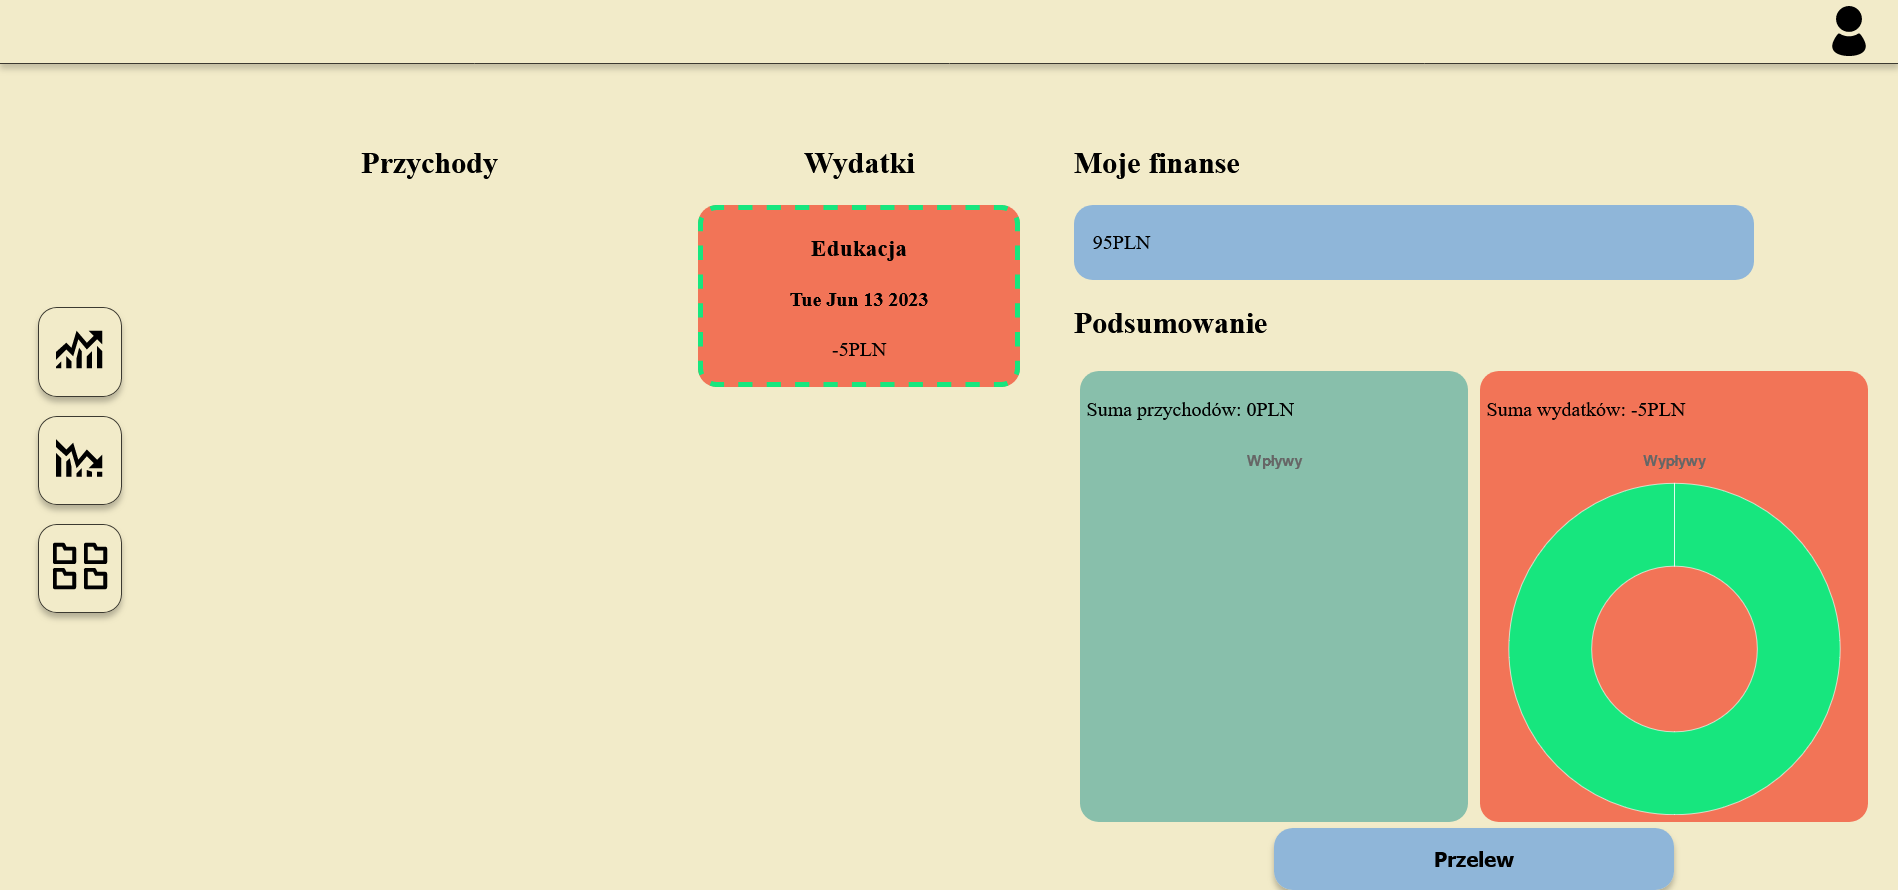 Przychody
Wydatki
Edukacja
Tue Jun 13 2023
-5PLN
Moje finanse
95PLN
Podsumowanie
Suma przychodów: 0PLN
Wpływy
Suma wydatków: -5PLN
Wypływy
Przelew